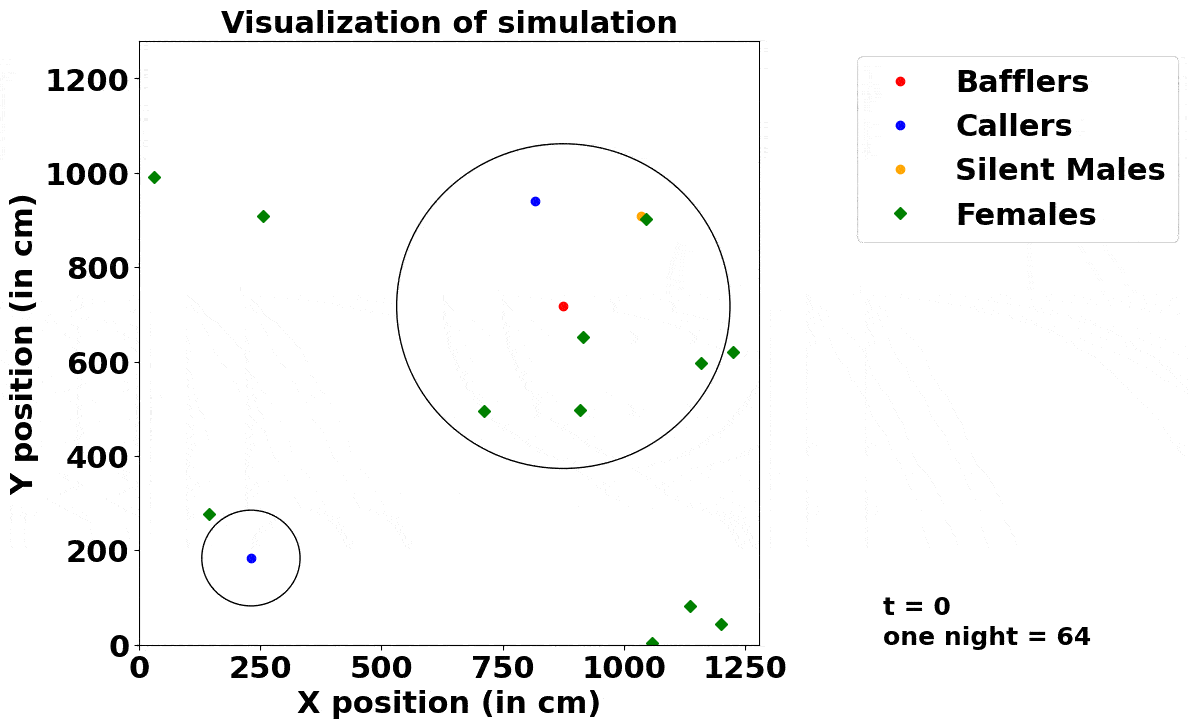 Visualization of simulation
1200
1000
800
600
400
200
0
Y position (in cm)
0 250 500 750 1000 1250
X position (in cm)
Bafflers
Callers
Silent Males
Females
t = 0
one night = 64